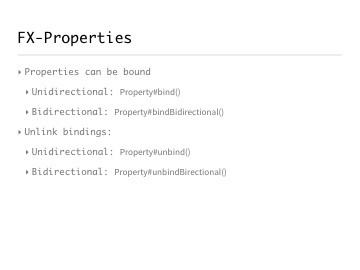 FX-Properties
Properties can be bound
Unidirectional: Property#bind()
Bidirectional: Property#bindBidirectional()
Unlink bindings:
Unidirectional: Property#unbind()
Bidirectional: Property#unbindBirectional()